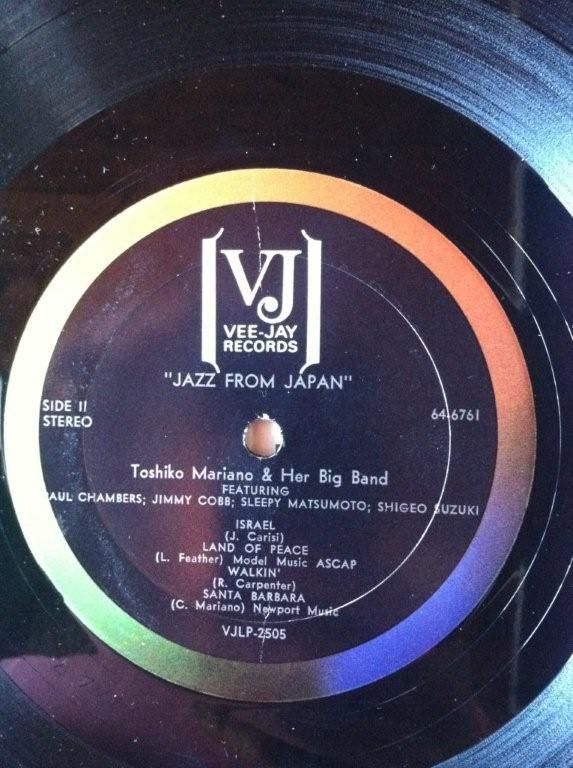 VJ
VEE-JAY
RECORDS
"JAZZ FROM JAPAN"
SIDE II
STEREO
64-6761
Toshiko Mariano & Her Big Band
FEATURING
PAUL CHAMBERS; JIMMY COBB; SLEEPY MATSUMOTO; SHIGEO SUZUKI
ISRAEL
(J. Carisi)
LAND OF PEACE
(L. Feather) Model Music ASCAP
WALKIN'
(R. Carpenter)
SANTA BARBARA
(C. Mariano) Newport Music
VJLP-2505